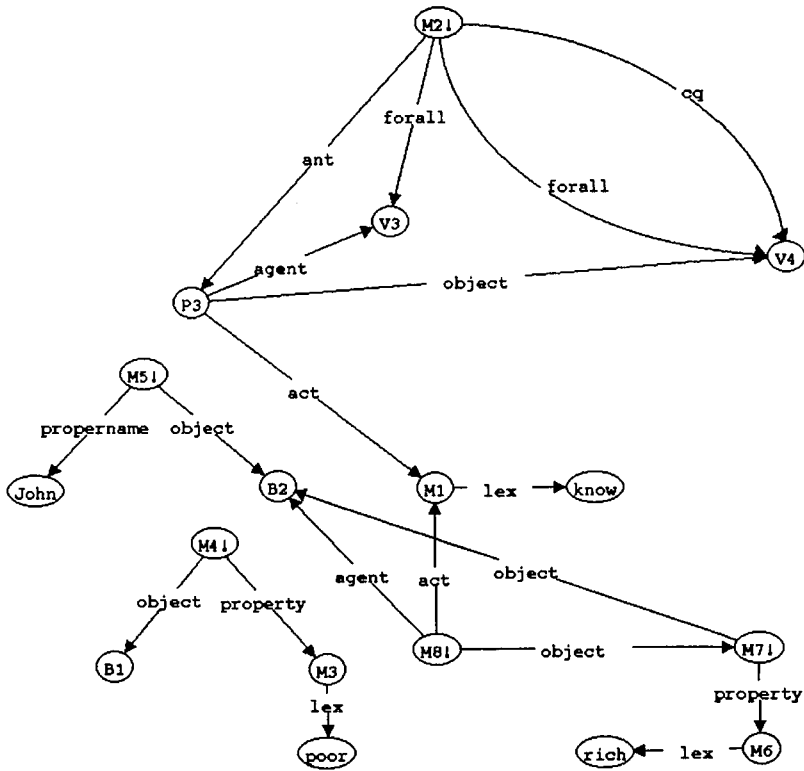 M2!
cq
forall
ant
forall
V3
V4
agent
object
P3
M5!
act
propername object
John
B2
M1
lex
know
M4!
agent
act
object
object
property
B1
M3
M8!
object
M7!
lex
property
poor
rich
lex
M6